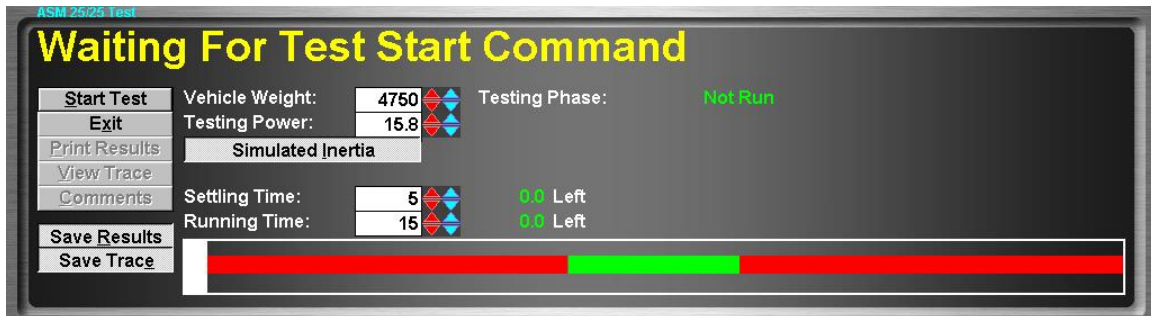 ASM 25/25 Test
Waiting For Test Start Command
Start Test
Exit
Print Results
View Trace
Comments
Save Results
Save Trace
Vehicle Weight: 4750
Testing Power: 15.8
Simulated Inertia
Settling Time: 5 0.0 Left
Running Time: 15 0.0 Left
Testing Phase: Not Run